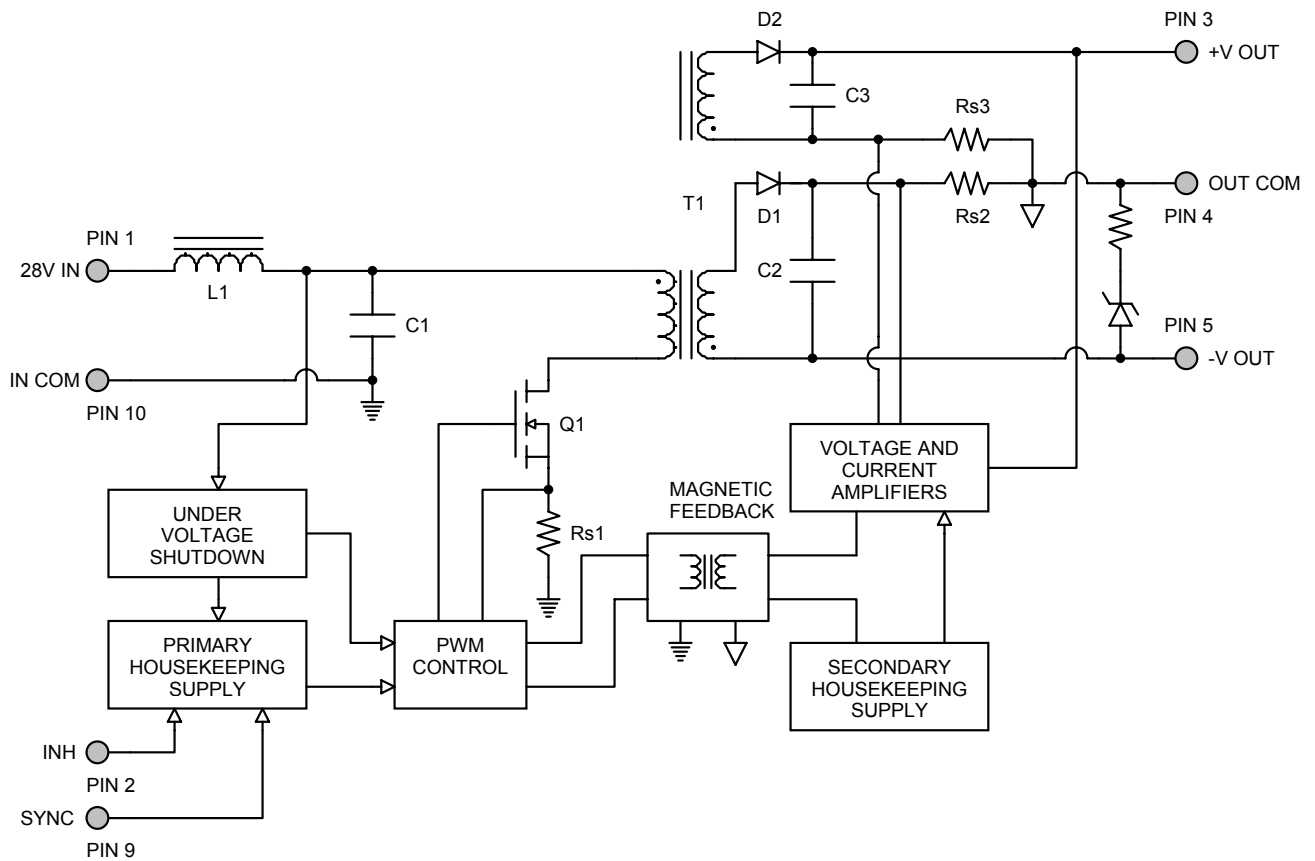 D2
PIN 3
+V OUT
C3
Rs3
T1
D1
Rs2
OUT COM
PIN 4
PIN 1
28V IN
L1
C1
C2
PIN 5
-V OUT
IN COM
PIN 10
Q1
VOLTAGE AND
CURRENT
AMPLIFIERS
MAGNETIC
FEEDBACK
UNDER
VOLTAGE
SHUTDOWN
Rs1
PRIMARY
HOUSEKEEPING
SUPPLY
PWM
CONTROL
SECONDARY
HOUSEKEEPING
SUPPLY
INH
PIN 2
SYNC
PIN 9